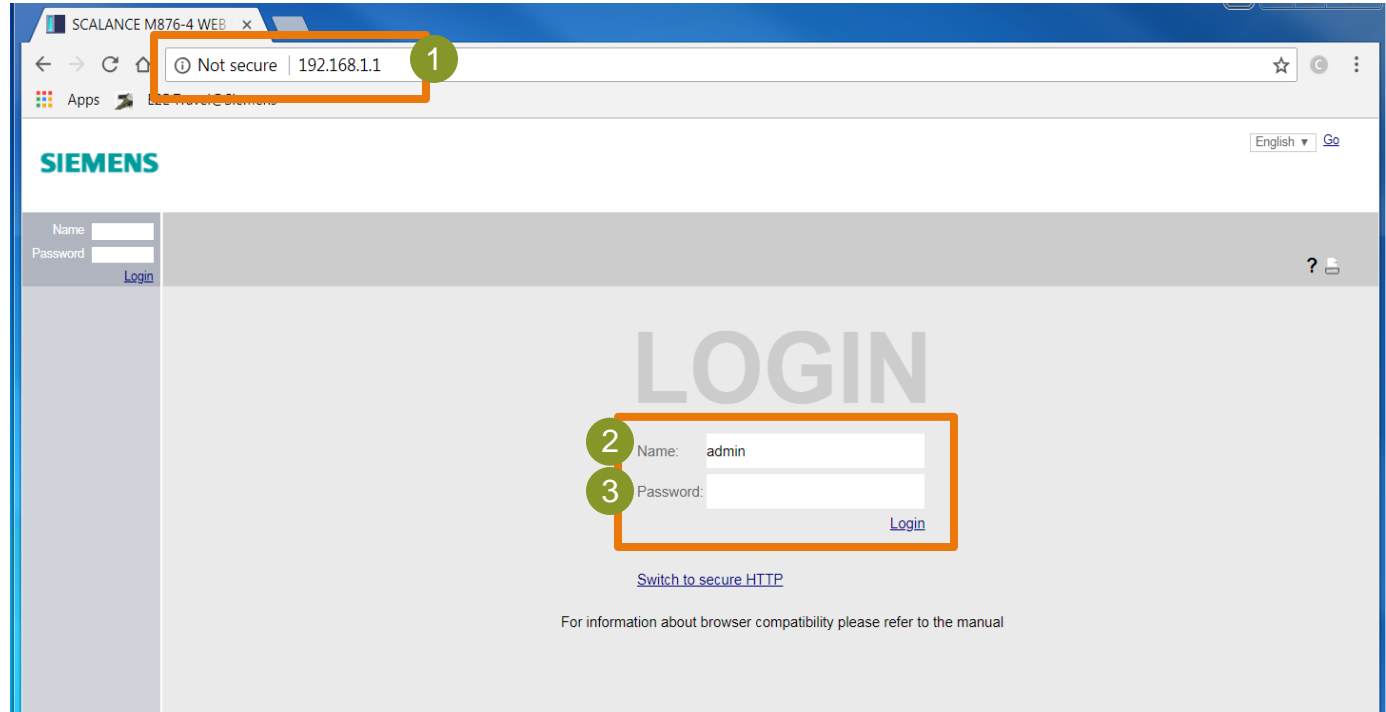 SCALANCE M876-4 WEB
1
Not secure 192.168.1.1
C
Apps
SIEMENS
English Go
Name
Password
Login
?
LOGIN
2 Name: admin
3 Password:
Login
Switch to secure HTTP
For information about browser compatibility please refer to the manual